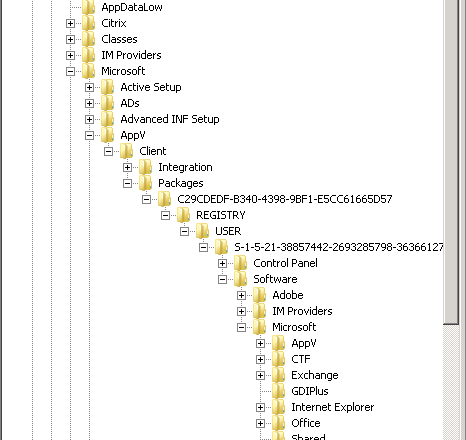 AppDataLow
Citrix
Classes
IM Providers
Microsoft
Active Setup
ADs
Advanced INF Setup
AppV
Client
Integration
Packages
C29CDEDF-B340-4398-9BF1-E5CC61665D57
REGISTRY
USER
S-1-5-21-38857442-2693285798-36366127
Control Panel
Software
Adobe
IM Providers
Microsoft
AppV
CTF
Exchange
GDIPlus
Internet Explorer
Office
Shared